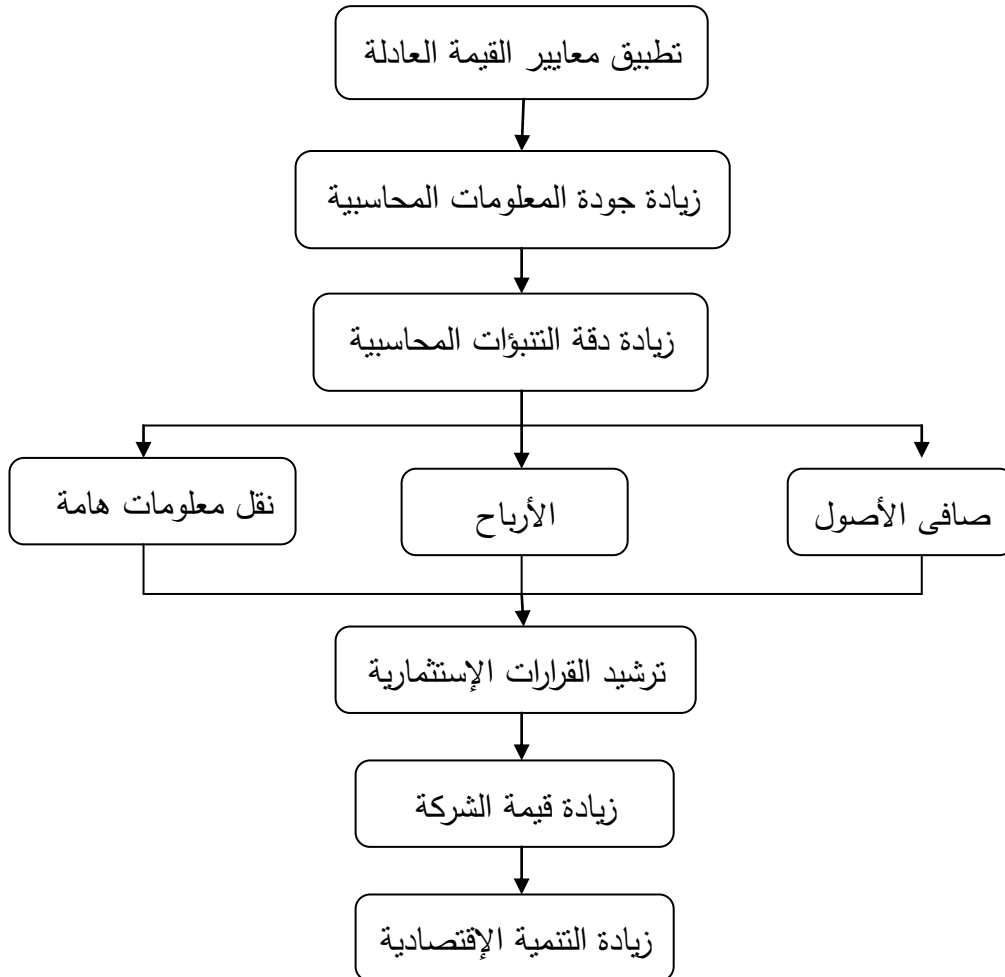 تطبيق معايير القيمة العادلة
زيادة جودة المعلومات المحاسبية
زيادة دقة التنبؤات المحاسبية
صافى الأصول
الأرباح
نقل معلومات هامة
ترشيد القرارات الإستثمارية
زيادة قيمة الشركة
زيادة التنمية الإقتصادية